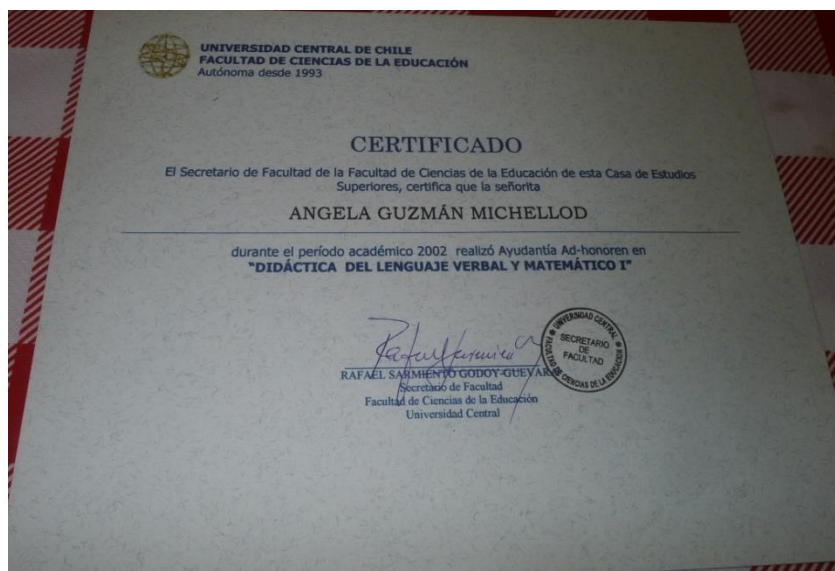 UNIVERSIDAD CENTRAL DE CHILE
FACULTAD DE CIENCIAS DE LA EDUCACIÓN
Autónoma desde 1993
CERTIFICADO
El Secretario de Facultad de la Facultad de Ciencias de la Educación de esta Casa de Estudios
Superiores, certifica que la señorita
ANGELA GUZMÁN MICHELLOD
durante el período académico 2002 realizó Ayudantía Ad-honoren en
"DIDÁCTICA DEL LENGUAJE VERBAL Y MATEMÁTICO I"
UNIVERSIDAD CENTRAL
SECRETARIO
DE
FACULTAD
FACULTAD DE CIENCIAS DE LA EDUCACION
RAFAEL SARMIENTO GODOY-GUEVARA
Secretario de Facultad
Facultad de Ciencias de la Educación
Universidad Central